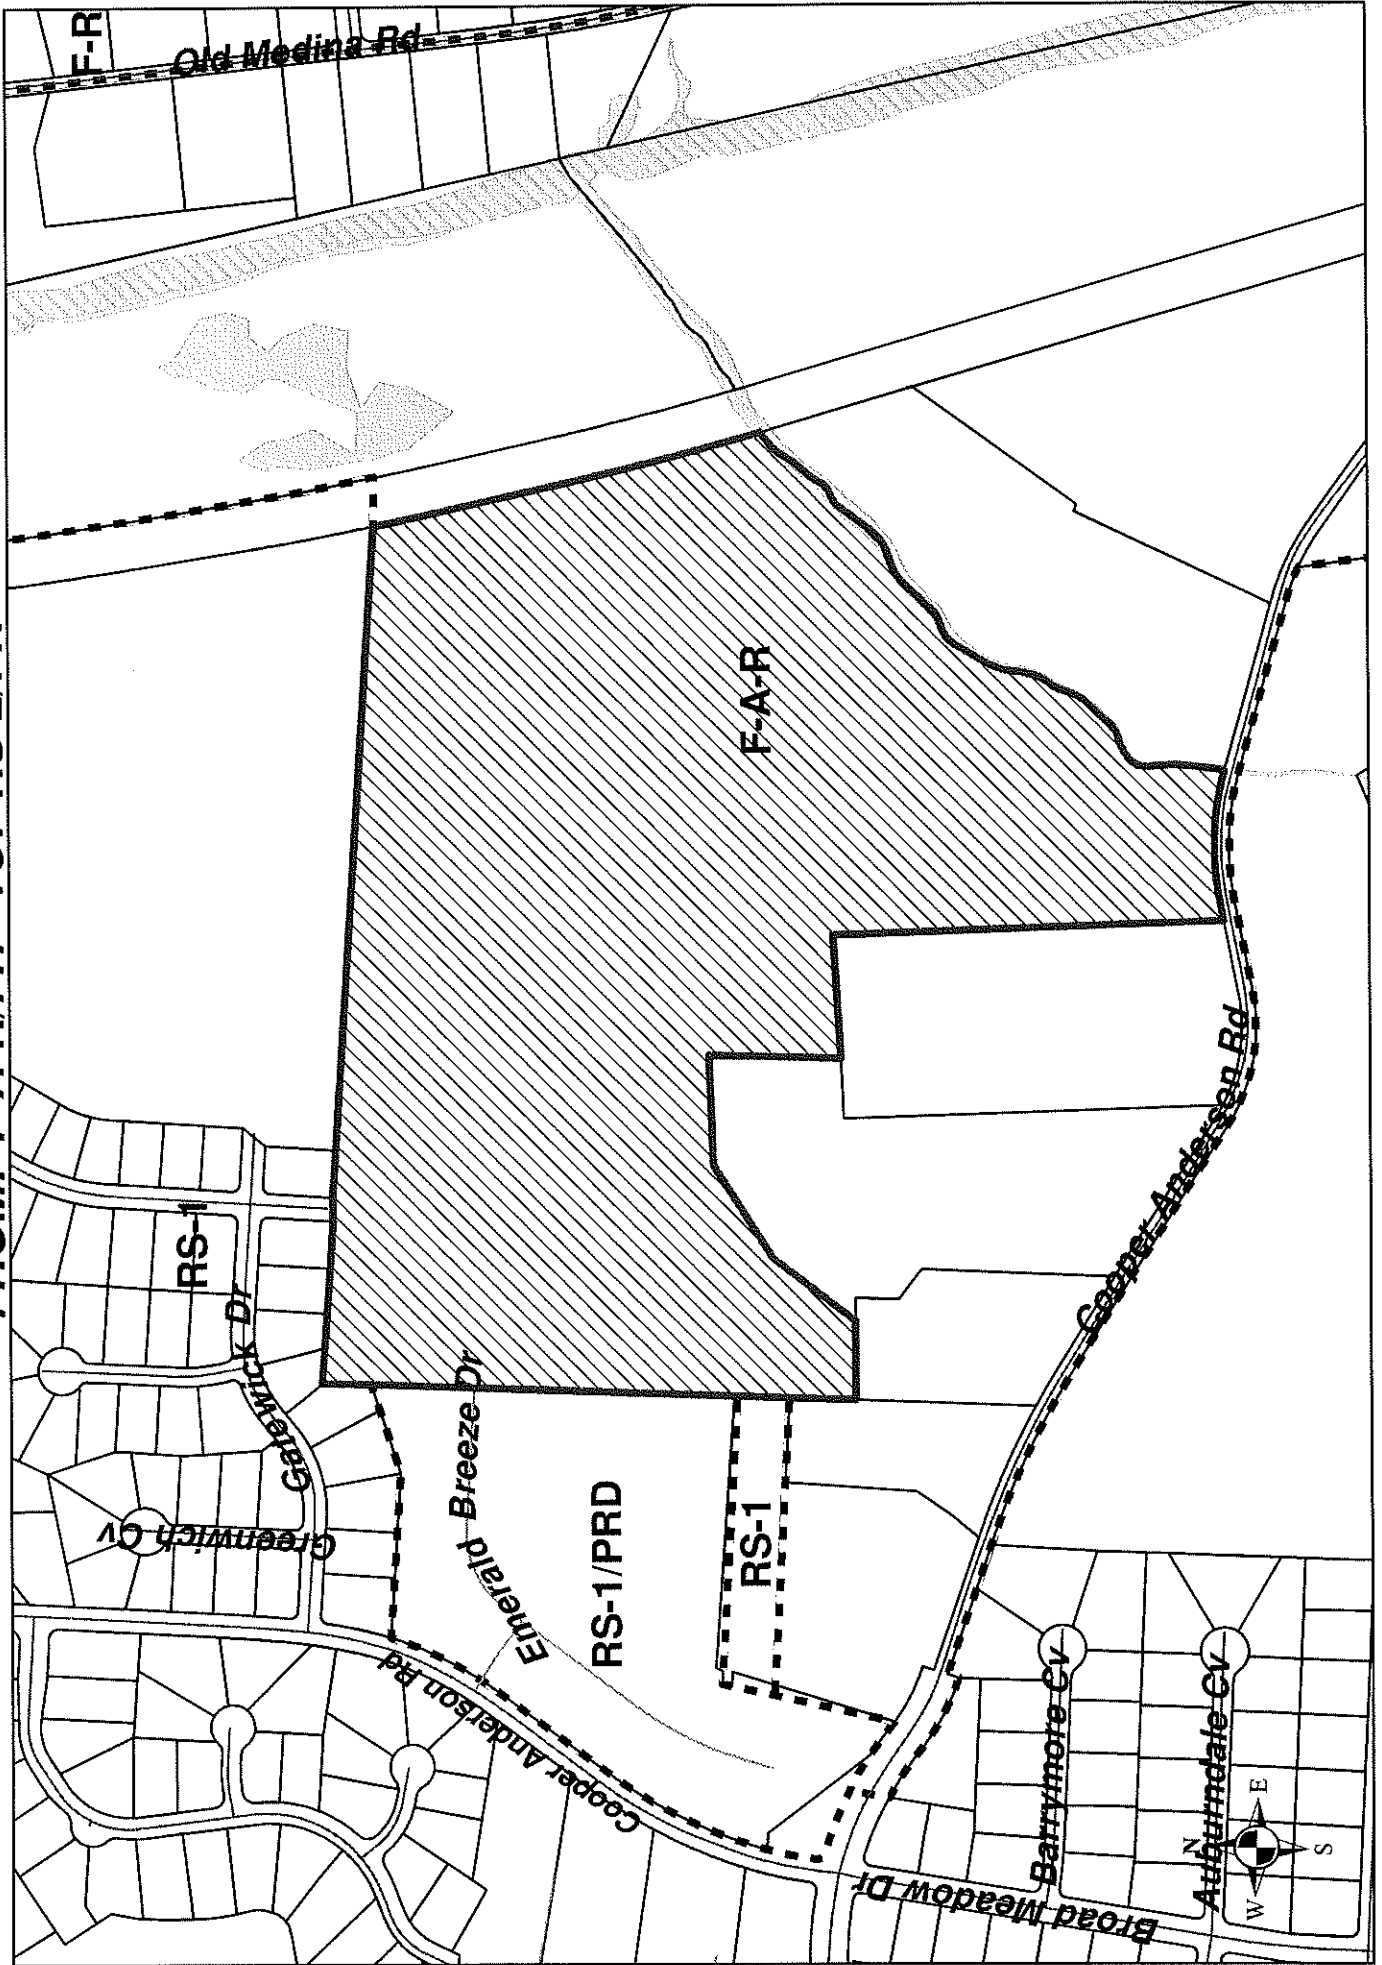 F-R
Old Medina Rd
RS-1
Gatewick Dr
Greenwich Cv
F-A-R
Emerald Breeze Dr
RS-1/PRD
RS-1
Cooper Anderson Rd
Cooper Anderson Rd
Broad Meadow Dr
Barrymore Cv
Auburndale Cv
N
E
S
W